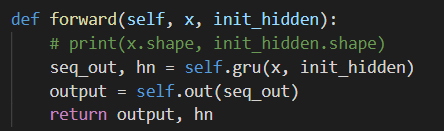 def forward(self, x, init_hidden):
    # print(x.shape, init_hidden.shape)
    seq_out, hn = self.gru(x, init_hidden)
    output = self.out(seq_out)
    return output, hn